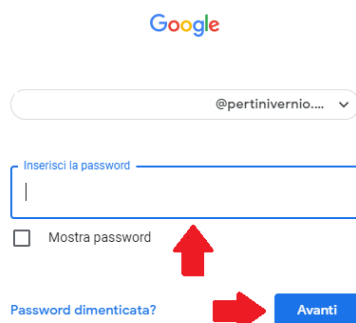 Google
@pertinivernio....
Inserisci la password
Mostra password
Password dimenticata?
Avanti